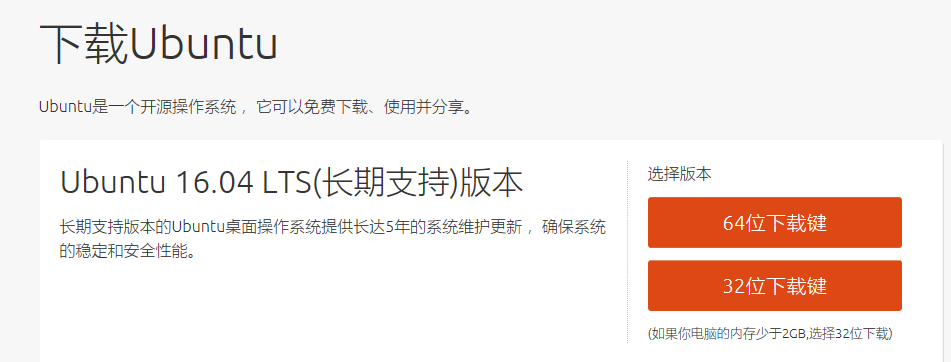 下载Ubuntu
Ubuntu是一个开源操作系统，它可以免费下载、使用并分享。
Ubuntu 16.04 LTS(长期支持)版本
长期支持版本的Ubuntu桌面操作系统提供长达5年的系统维护更新，确保系统
的稳定和安全性能。
选择版本
64位下载键
32位下载键
(如果你电脑的内存少于2GB,选择32位下载)